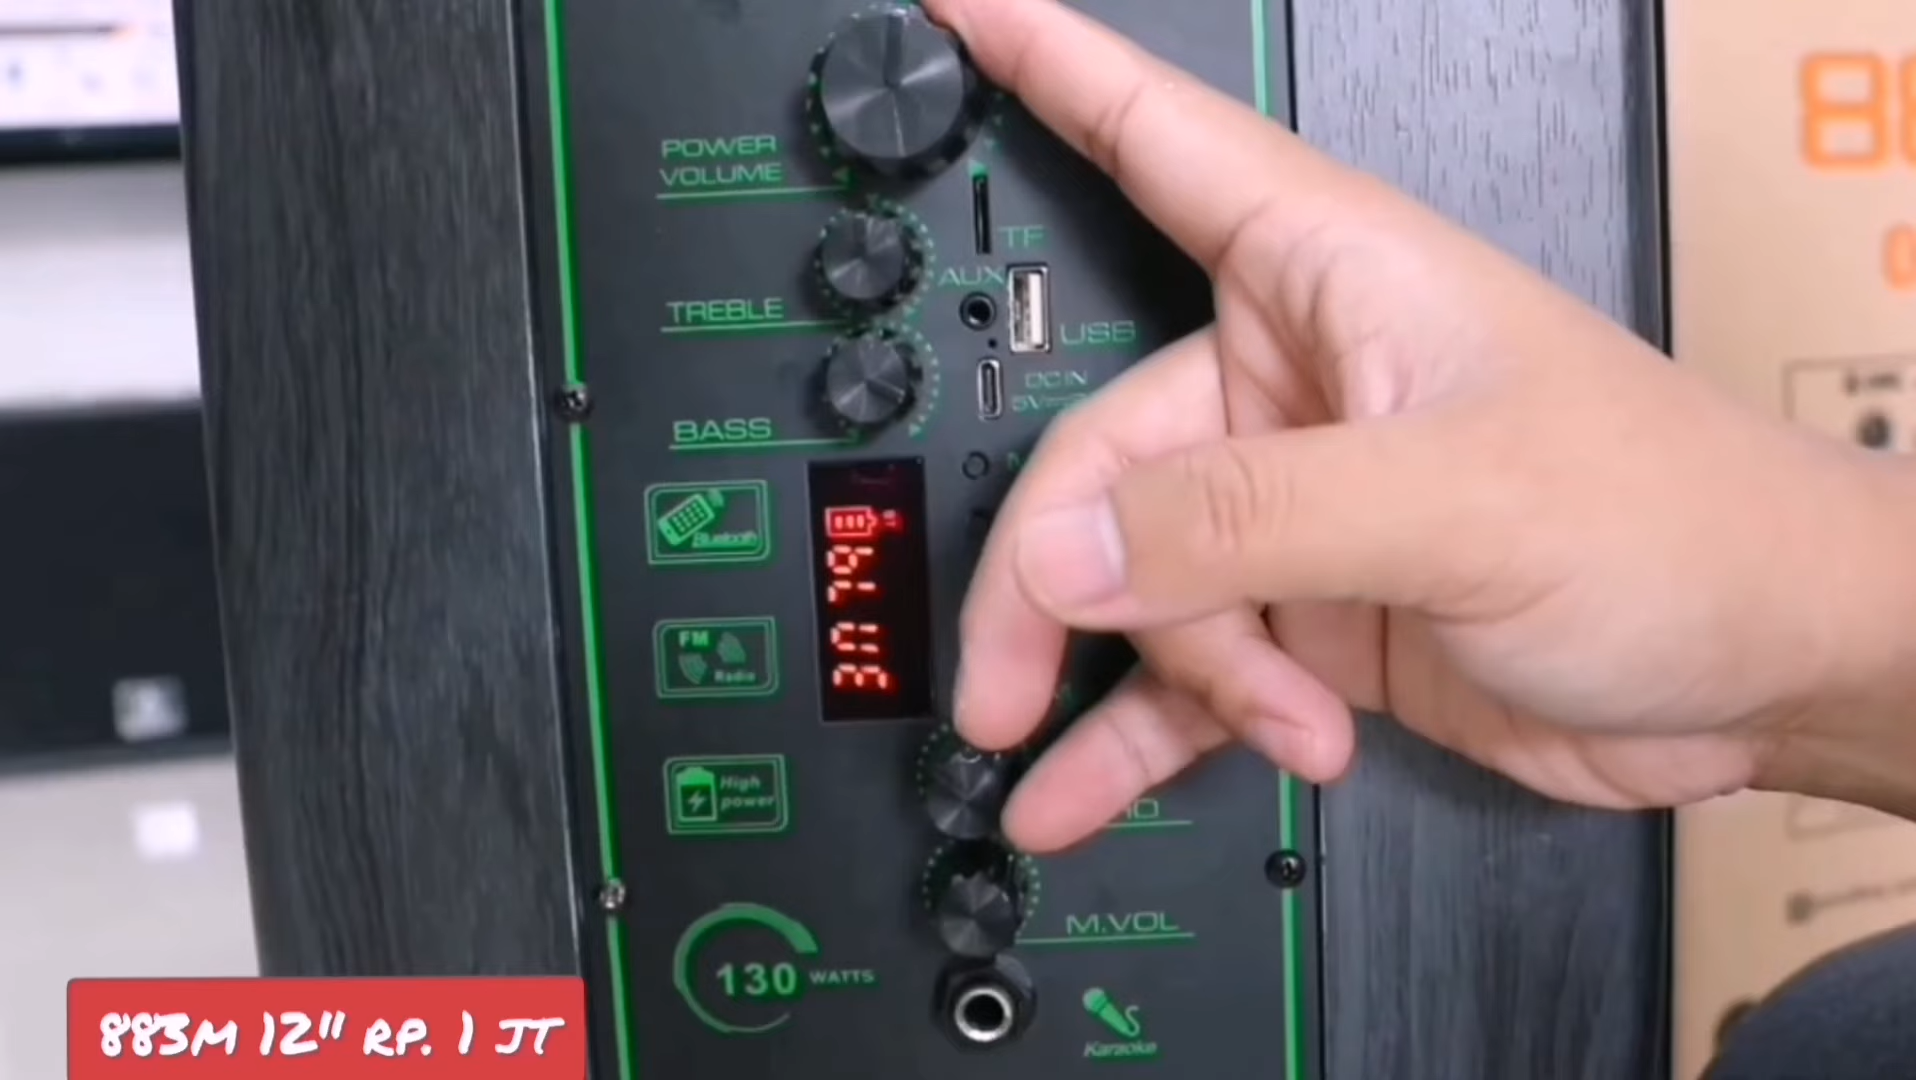 POWER
VOLUME
TF
AUX
TREBLE
USB
DC IN
BASS
Bluetooth
FM
Radio
High
power
M.VOL
130 WATTS
Karaoke
883M 12" RP. 1 JT